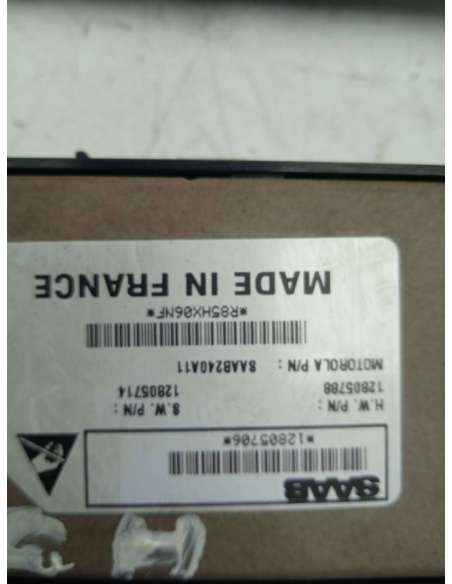 SAAB
*12805706*
H.W. P/N: S.W. P/N:
12805788 12805714
MOTOROLA P/N: SAAB240A11
*R85HX06NF*
MADE IN FRANCE